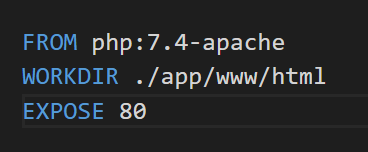 FROM php:7.4-apache
WORKDIR ./app/www/html
EXPOSE 80